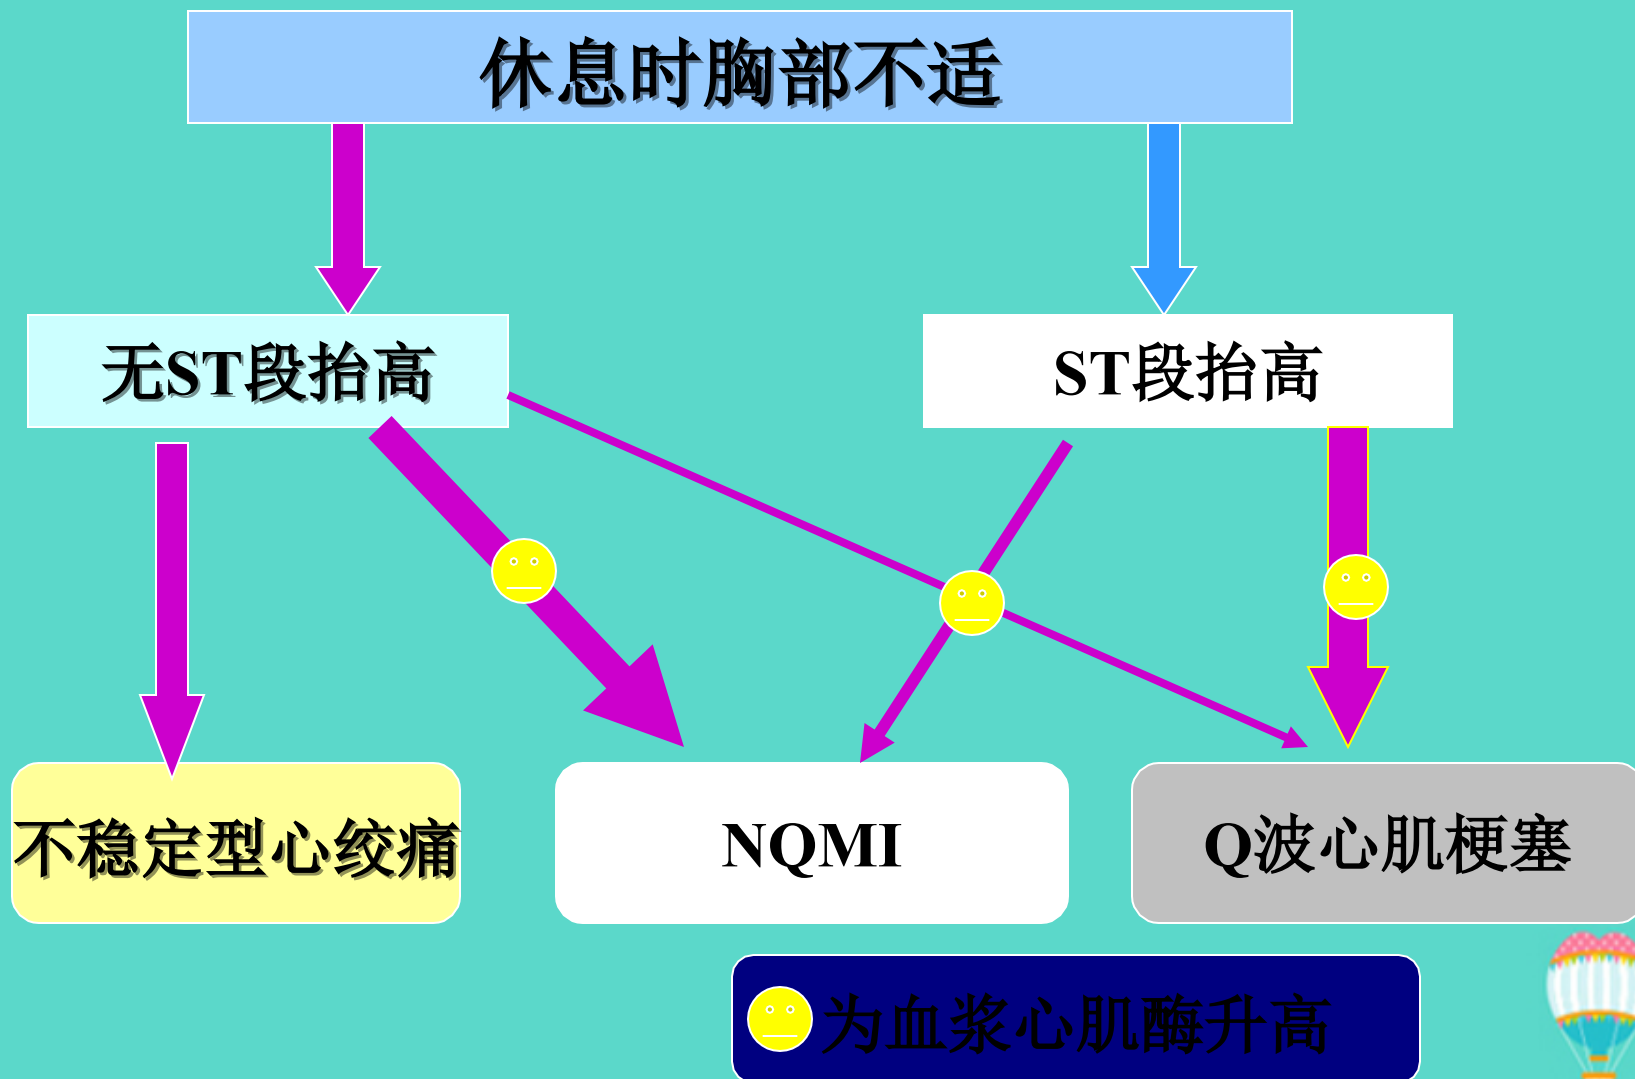 休息时胸部不适
无ST段抬高
ST段抬高
不稳定型心绞痛
NQMI
Q波心肌梗塞
为血浆心肌酶升高